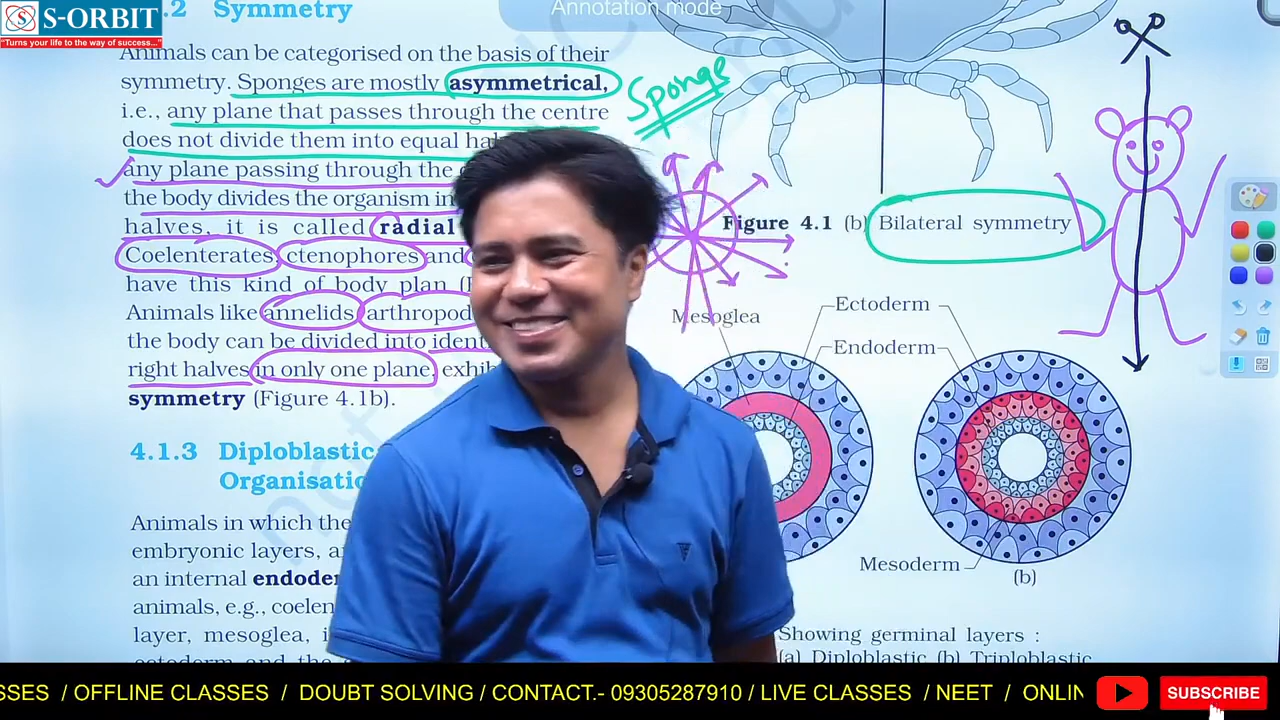 S-ORBIT
"Turns your life to the way of success..."
.2 Symmetry
Annotation mode
Animals can be categorised on the basis of their
symmetry. Sponges are mostly asymmetrical,
i.e., any plane that passes through the centre
does not divide them into equal
any plane passing through the
the body divides the organism in
halves, it is called radial
Coelenterates, ctenophores and
have this kind of body plan
Animals like annelids, arthropod
the body can be divided into ident
right halves in only one plane, exhi
symmetry (Figure 4.1b).
4.1.3 Diploblastic
Organisatio
Animals in which the
embryonic layers, a
an internal endode
animals, e.g., coelen
layer, mesoglea, i
ectoderm and the
Sponge
Figure 4.1 (b) Bilateral symmetry
Mesoglea
Ectoderm
Endoderm
Mesoderm
(b)
Showing germinal layers :
(a) Diploblastic (b) Triploblastic
SSES / OFFLINE CLASSES / DOUBT SOLVING / CONTACT.- 09305287910 / LIVE CLASSES / NEET / ONLIN
SUBSCRIBE